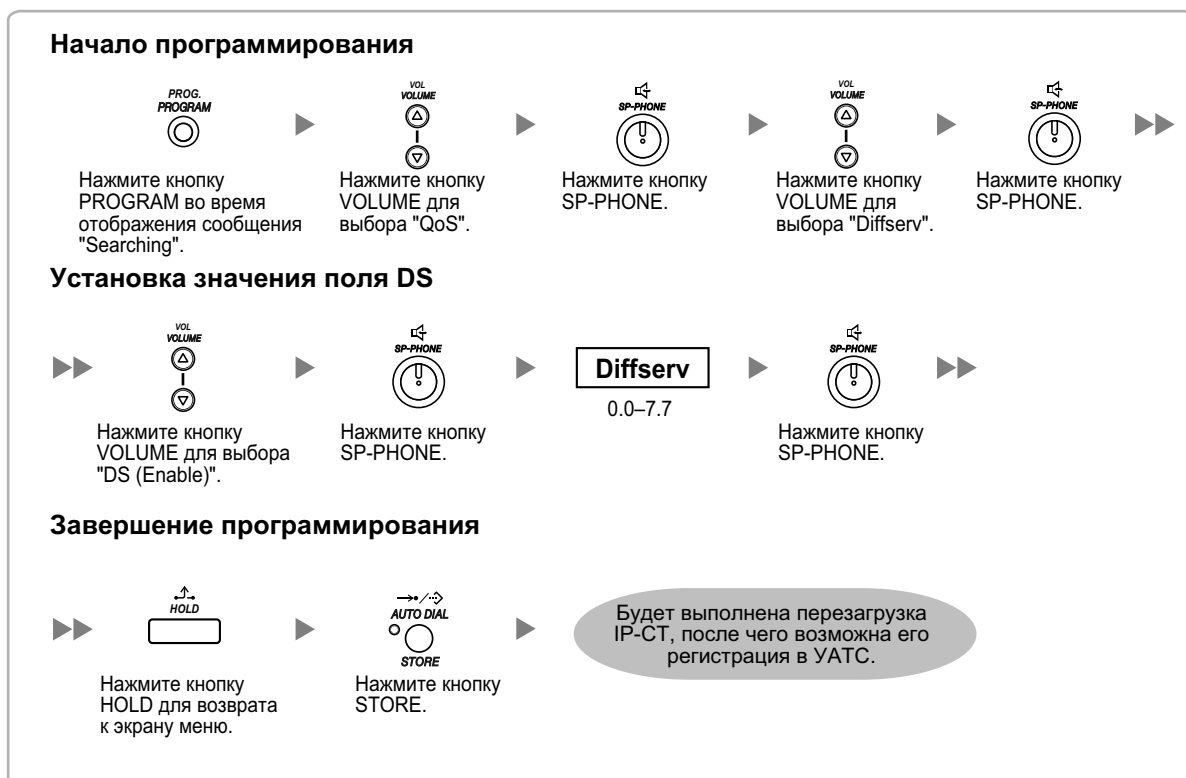 Начало программирования
PROG.
PROGRAM
Нажмите кнопку
PROGRAM во время
отображения сообщения
"Searching".
VOL
VOLUME
Нажмите кнопку
VOLUME для
выбора "QoS".
SP-PHONE
Нажмите кнопку
SP-PHONE.
VOL
VOLUME
Нажмите кнопку
VOLUME для
выбора "Diffserv".
SP-PHONE
Нажмите кнопку
SP-PHONE.
Установка значения поля DS
VOL
VOLUME
Нажмите кнопку
VOLUME для выбора
"DS (Enable)".
SP-PHONE
Нажмите кнопку
SP-PHONE.
Diffserv
0.0–7.7
SP-PHONE
Нажмите кнопку
SP-PHONE.
Завершение программирования
HOLD
Нажмите кнопку
HOLD для возврата
к экрану меню.
AUTO DIAL
STORE
Нажмите кнопку
STORE.
Будет выполнена перезагрузка
IP-CT, после чего возможна его
регистрация в УАТС.